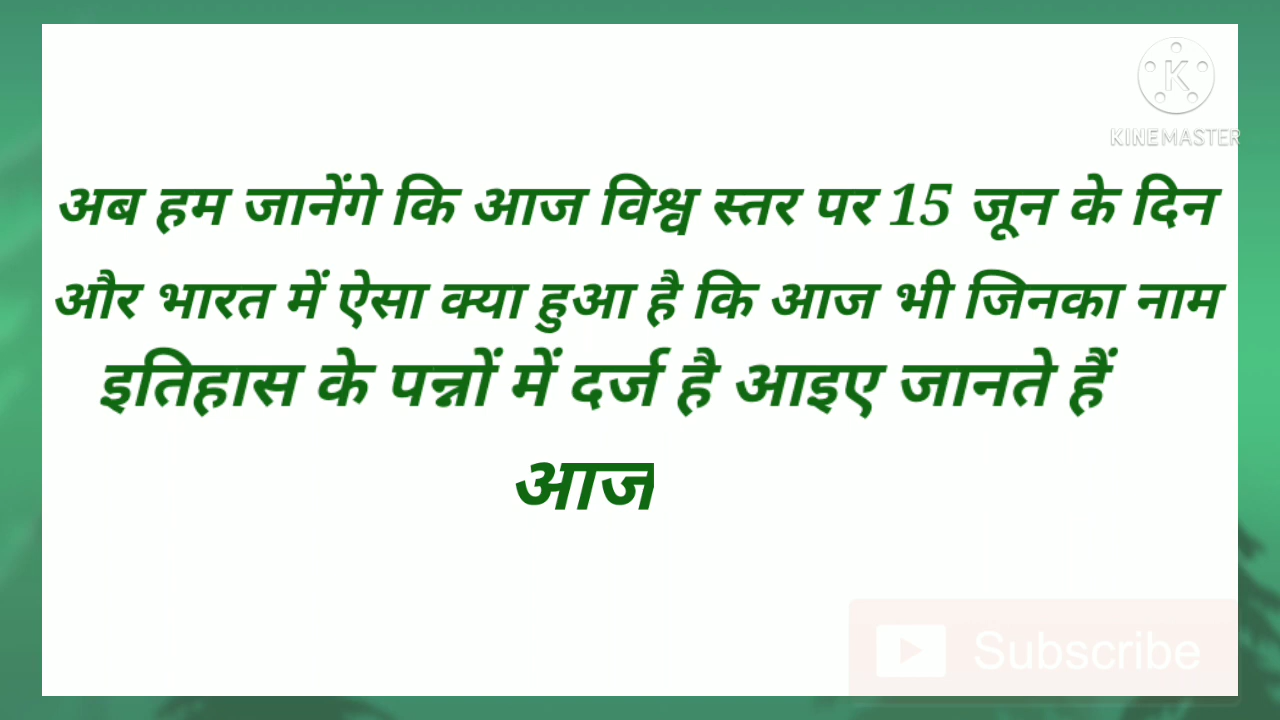 KINEMASTER
अब हम जानेंगे कि आज विश्व स्तर पर 15 जून के दिन
और भारत में ऐसा क्या हुआ है कि आज भी जिनका नाम
इतिहास के पन्नों में दर्ज है आइए जानते हैं
आज
Subscribe